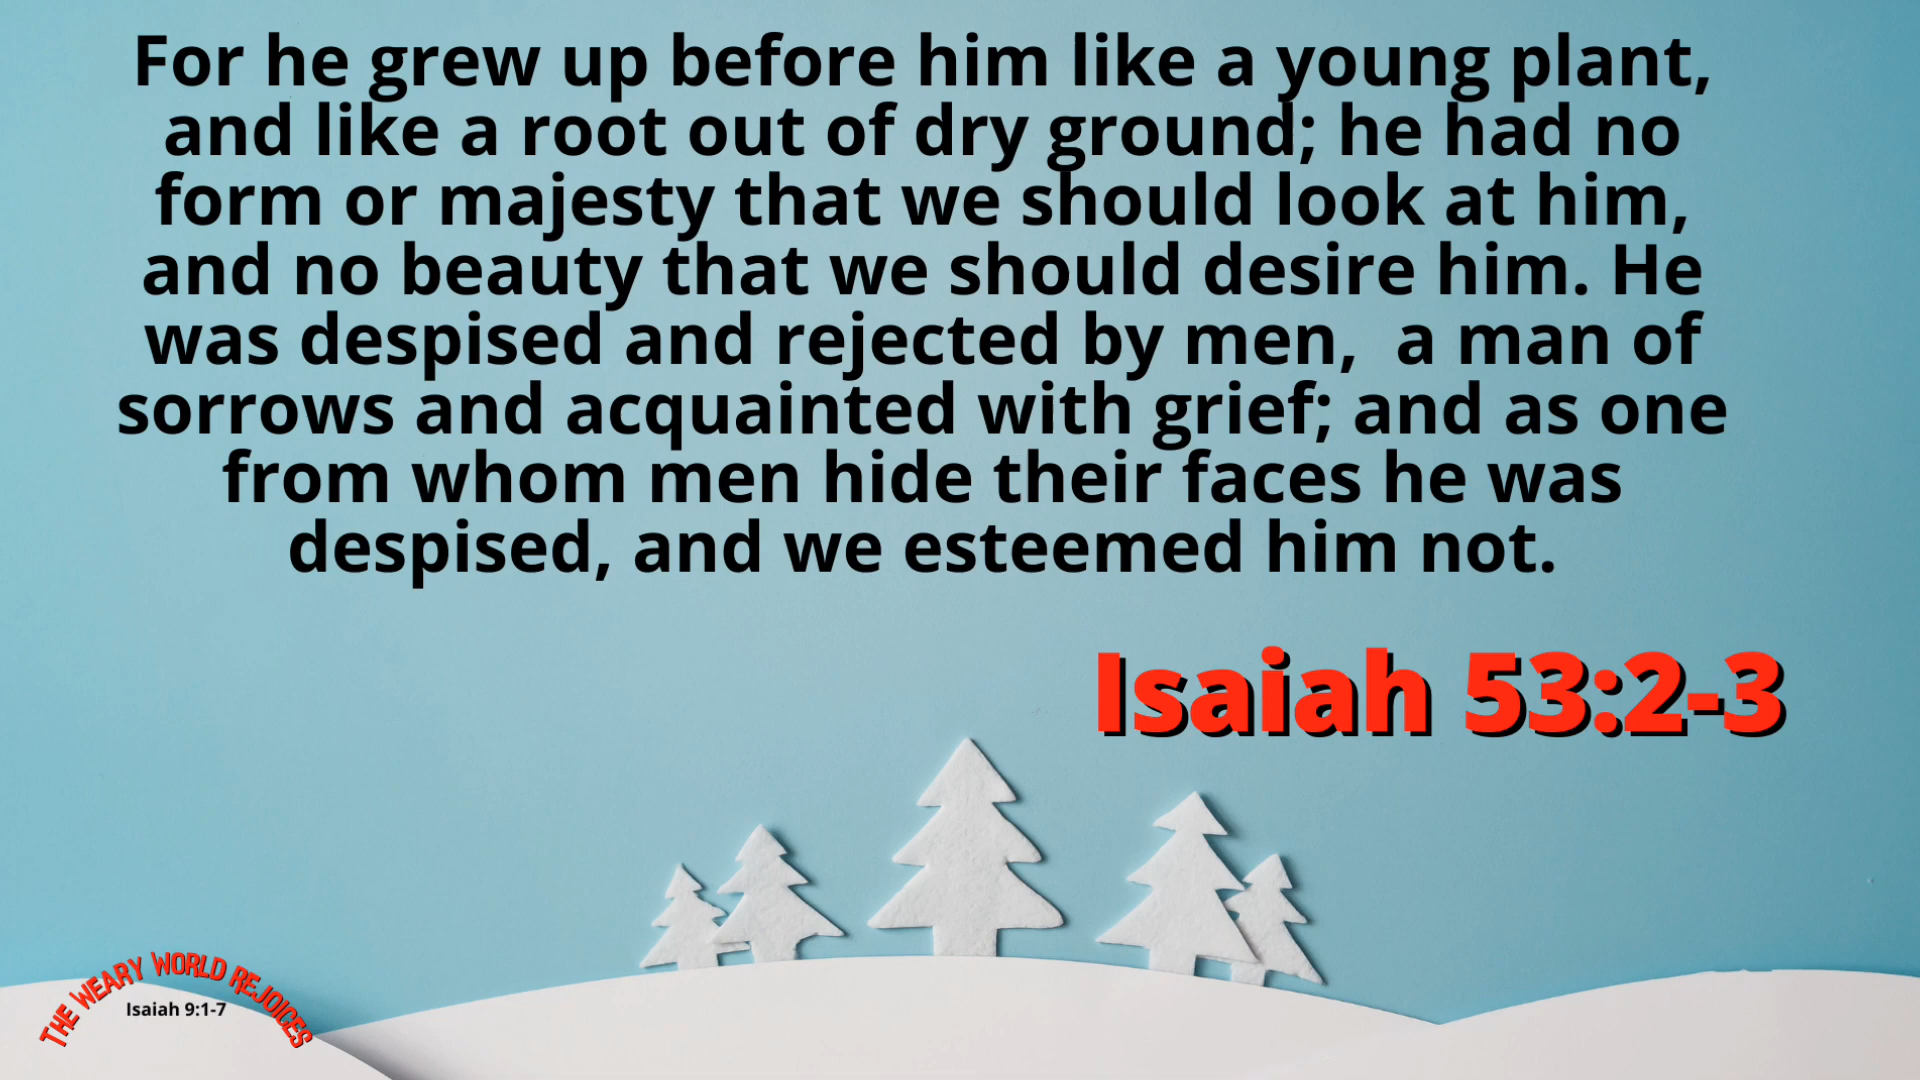 For he grew up before him like a young plant,
and like a root out of dry ground; he had no
form or majesty that we should look at him,
and no beauty that we should desire him. He
was despised and rejected by men,  a man of
sorrows and acquainted with grief; and as one
from whom men hide their faces he was
despised, and we esteemed him not.
Isaiah 53:2-3
THE WEARY WORLD REJOICES
Isaiah 9:1-7